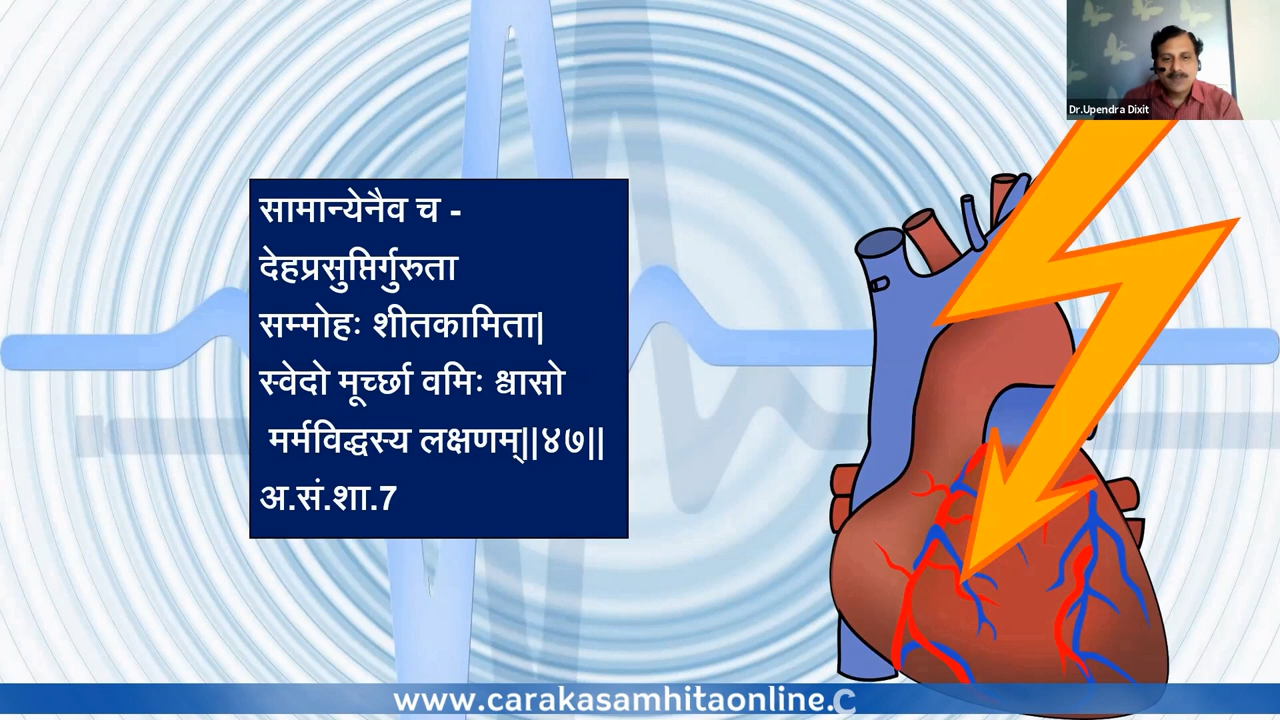 Dr.Upendra Dixit
सामान्येनैव च -
देहप्रसुप्तिर्गुरुता
सम्मोहः शीतकामिता|
स्वेदो मूर्च्छा वमिः श्वासो
मर्मविद्धस्य लक्षणम्||४७||
अ.सं.शा.7
www.carakasamhitaonline.c